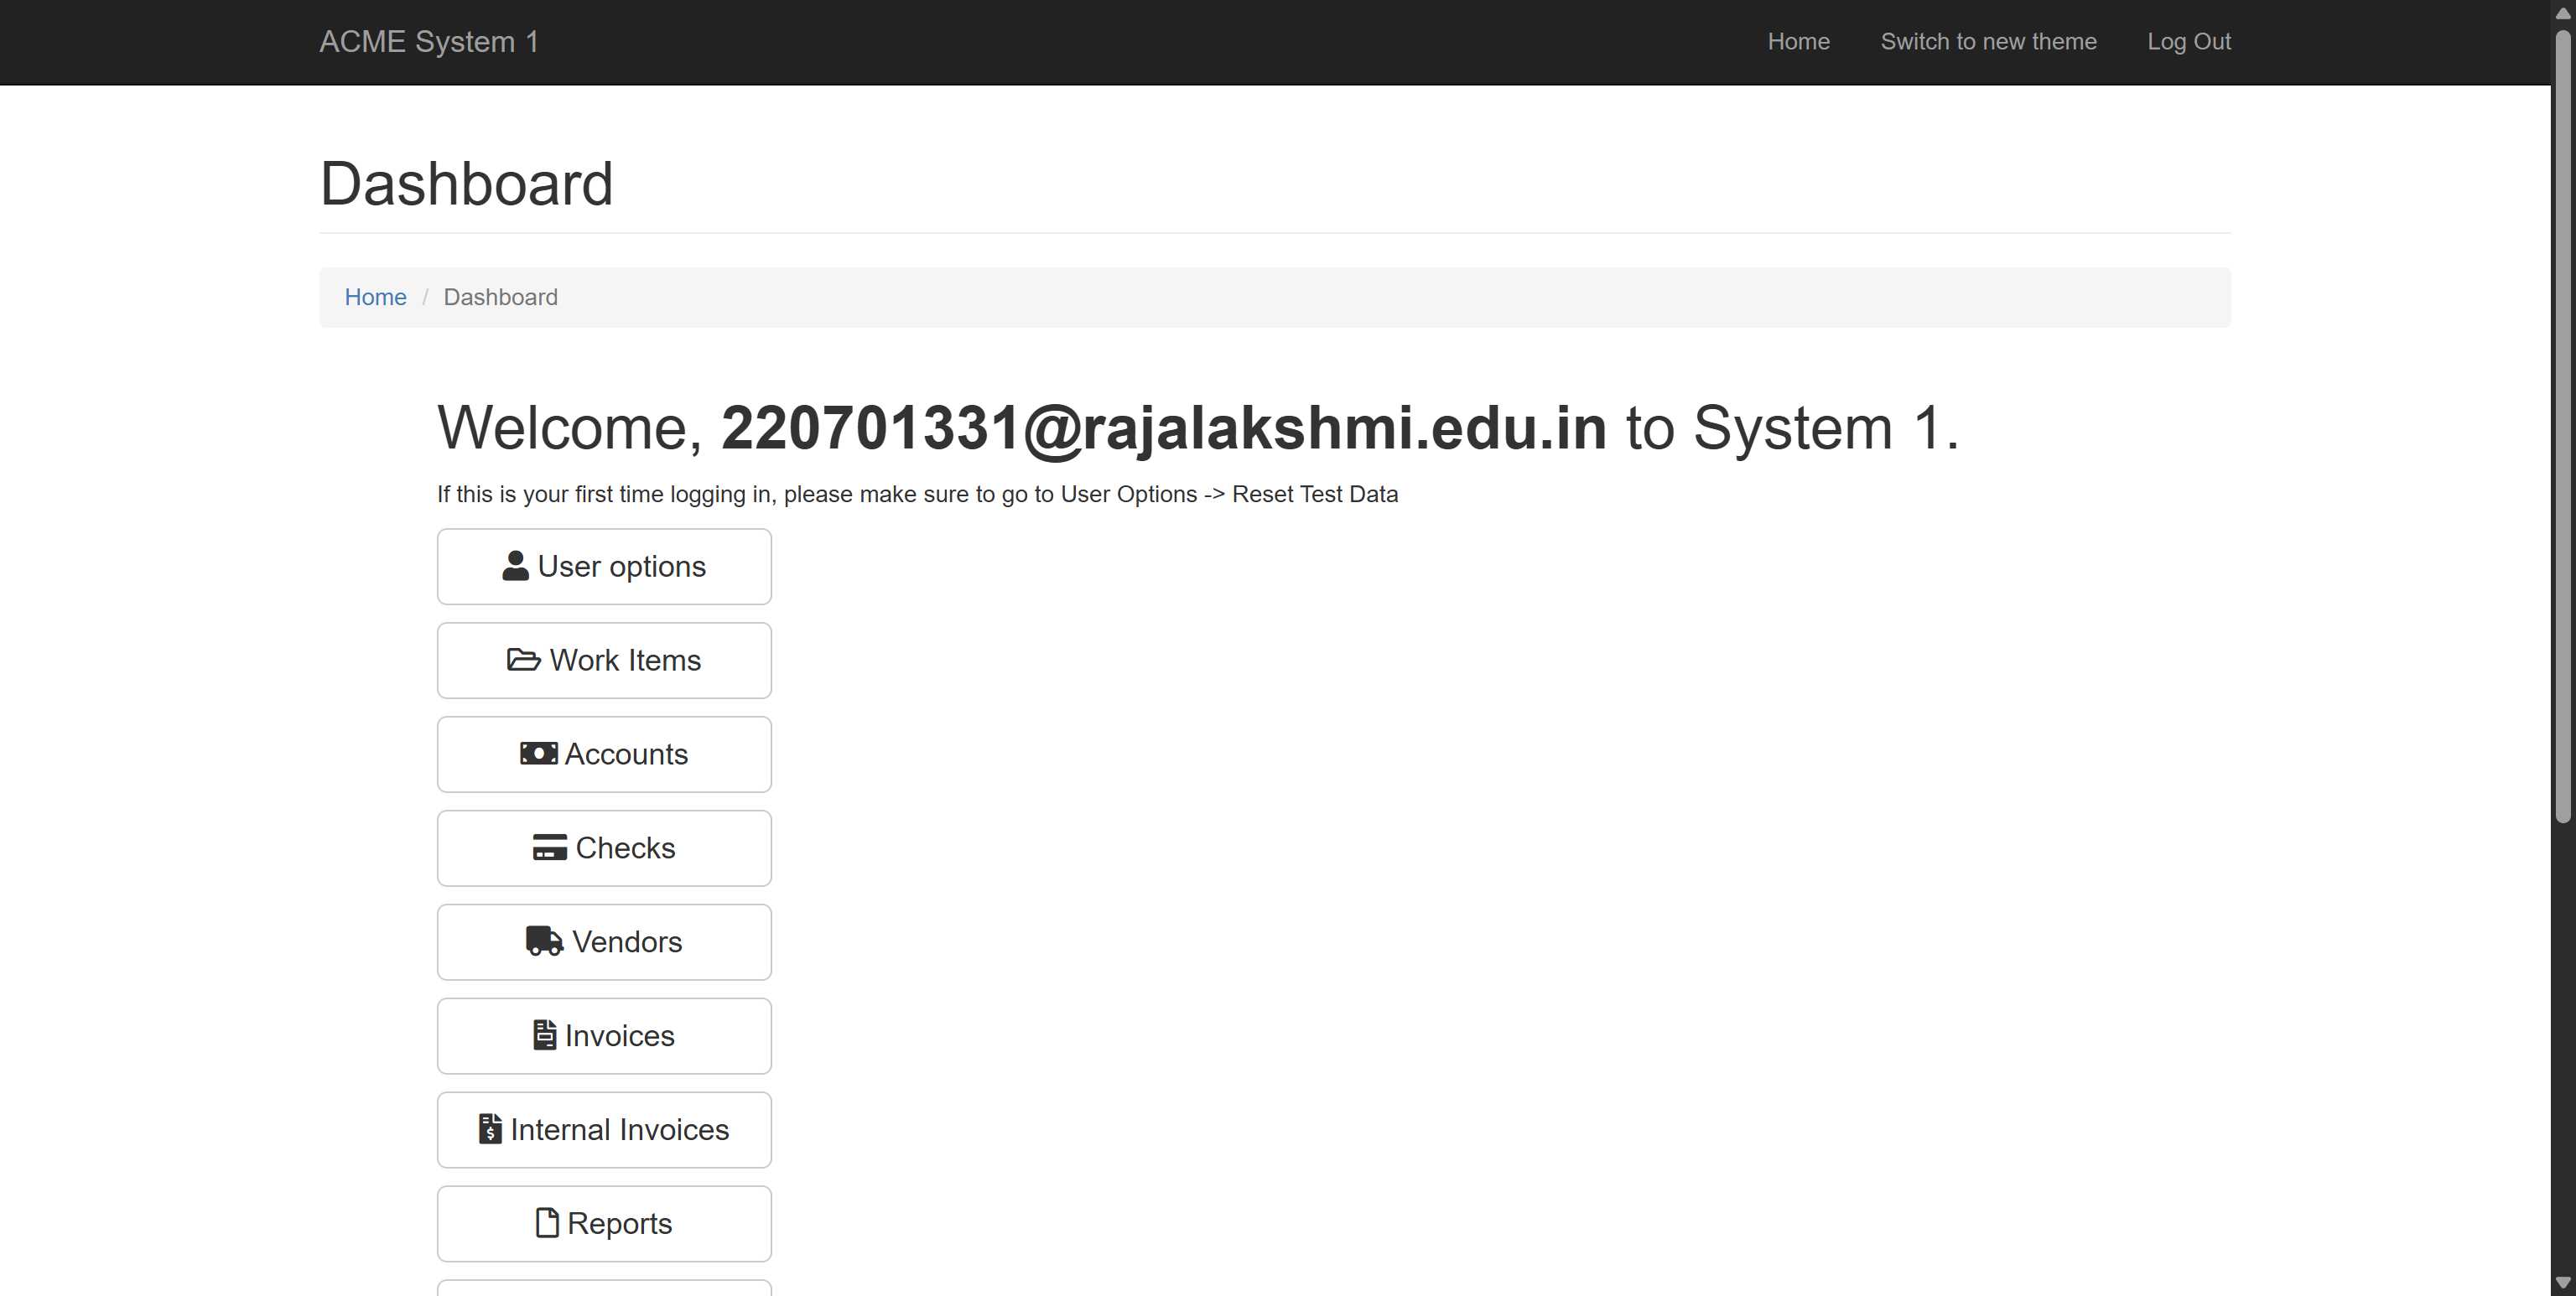 ACME System 1
Home
Switch to new theme
Log Out
Dashboard
Home / Dashboard
Welcome, 220701331@rajalakshmi.edu.in to System 1.
If this is your first time logging in, please make sure to go to User Options -> Reset Test Data
User options
Work Items
Accounts
Checks
Vendors
Invoices
Internal Invoices
Reports